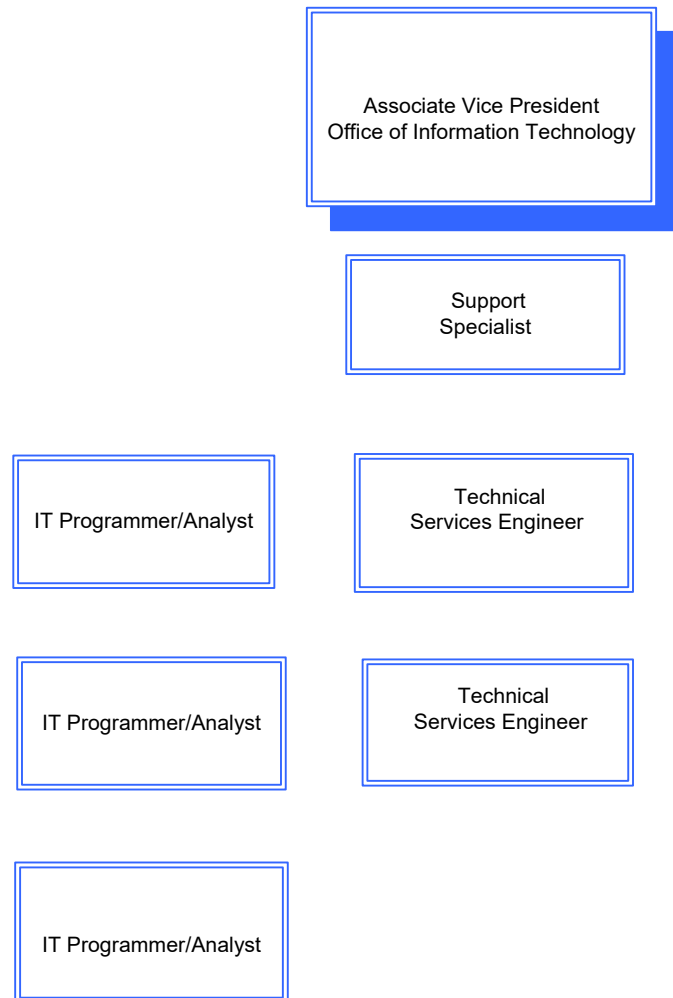 Associate Vice President
Office of Information Technology
Support
Specialist
IT Programmer/Analyst
Technical
Services Engineer
IT Programmer/Analyst
Technical
Services Engineer
IT Programmer/Analyst